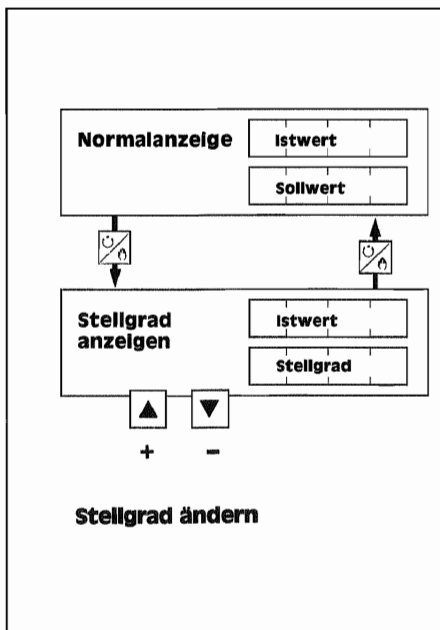 Normalanzeige
Istwert
Sollwert
Stellgrad
anzeigen
Istwert
Stellgrad
+ −
Stellgrad ändern